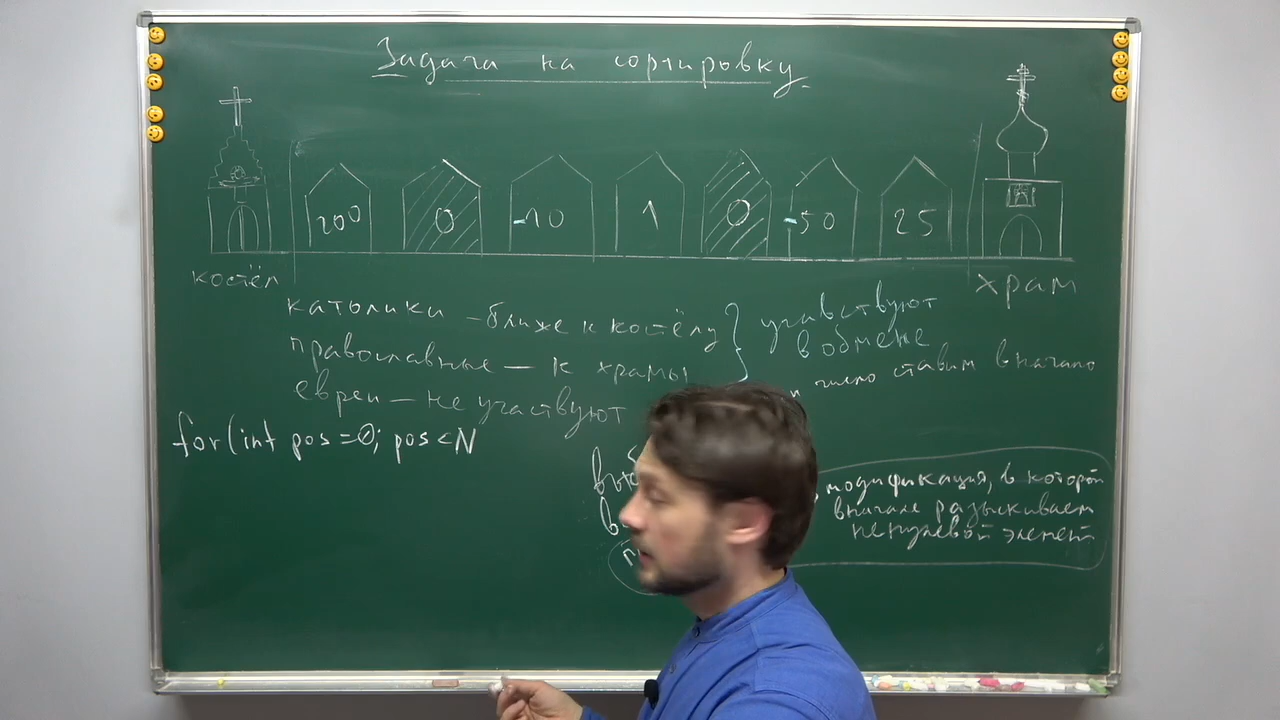 Задача на сортировку.
200 0 -10 1 0 -50 25
костёл
храм
католики - ближе к костёлу } участвуют
в обмене
православные — к храмы
число ставим в начало
евреи — не участвуют
for(int pos=0; pos<N
модификация, в которой
вначале разыскиваем
ненулевой элемент